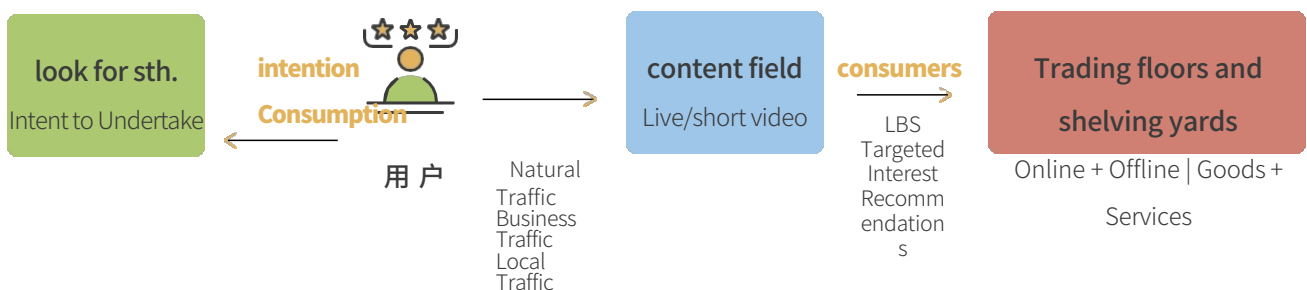 look for sth.
Intent to Undertake
intention
Consumption
用户
Natural
Traffic
Business
Traffic
Local
Traffic
content field
Live/short video
consumers
LBS
Targeted
Interest
Recomm
endation
s
Trading floors and
shelving yards
Online + Offline | Goods +
Services